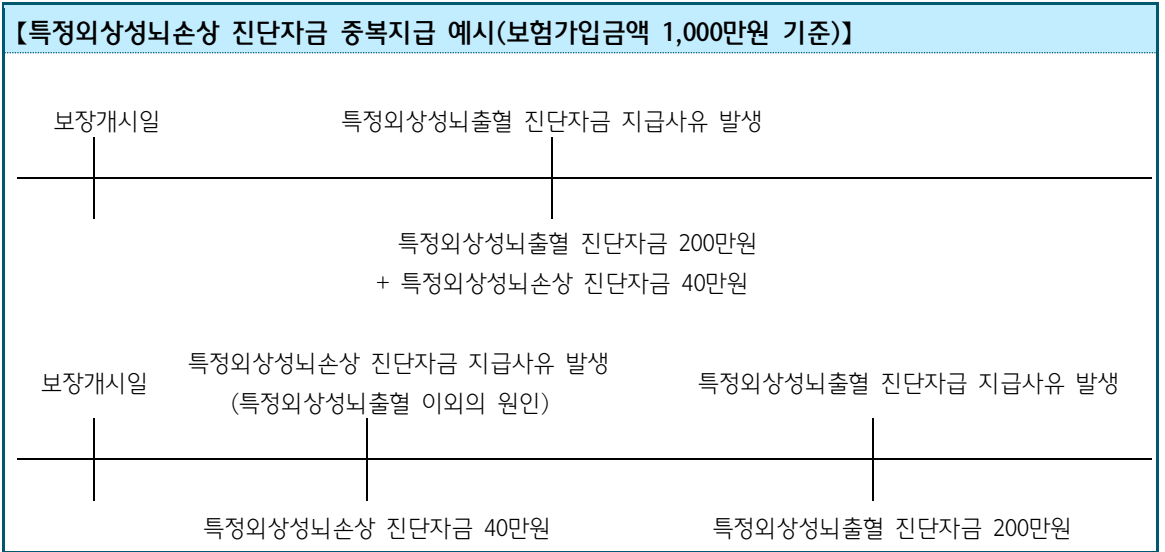 【특정외상성뇌손상 진단자금 중복지급 예시(보험가입금액 1,000만원 기준)】
보장개시일
특정외상성뇌출혈 진단자금 지급사유 발생
특정외상성뇌출혈 진단자금 200만원
+ 특정외상성뇌손상 진단자금 40만원
보장개시일
특정외상성뇌손상 진단자금 지급사유 발생
(특정외상성뇌출혈 이외의 원인)
특정외상성뇌출혈 진단자급 지급사유 발생
특정외상성뇌손상 진단자금 40만원
특정외상성뇌출혈 진단자금 200만원